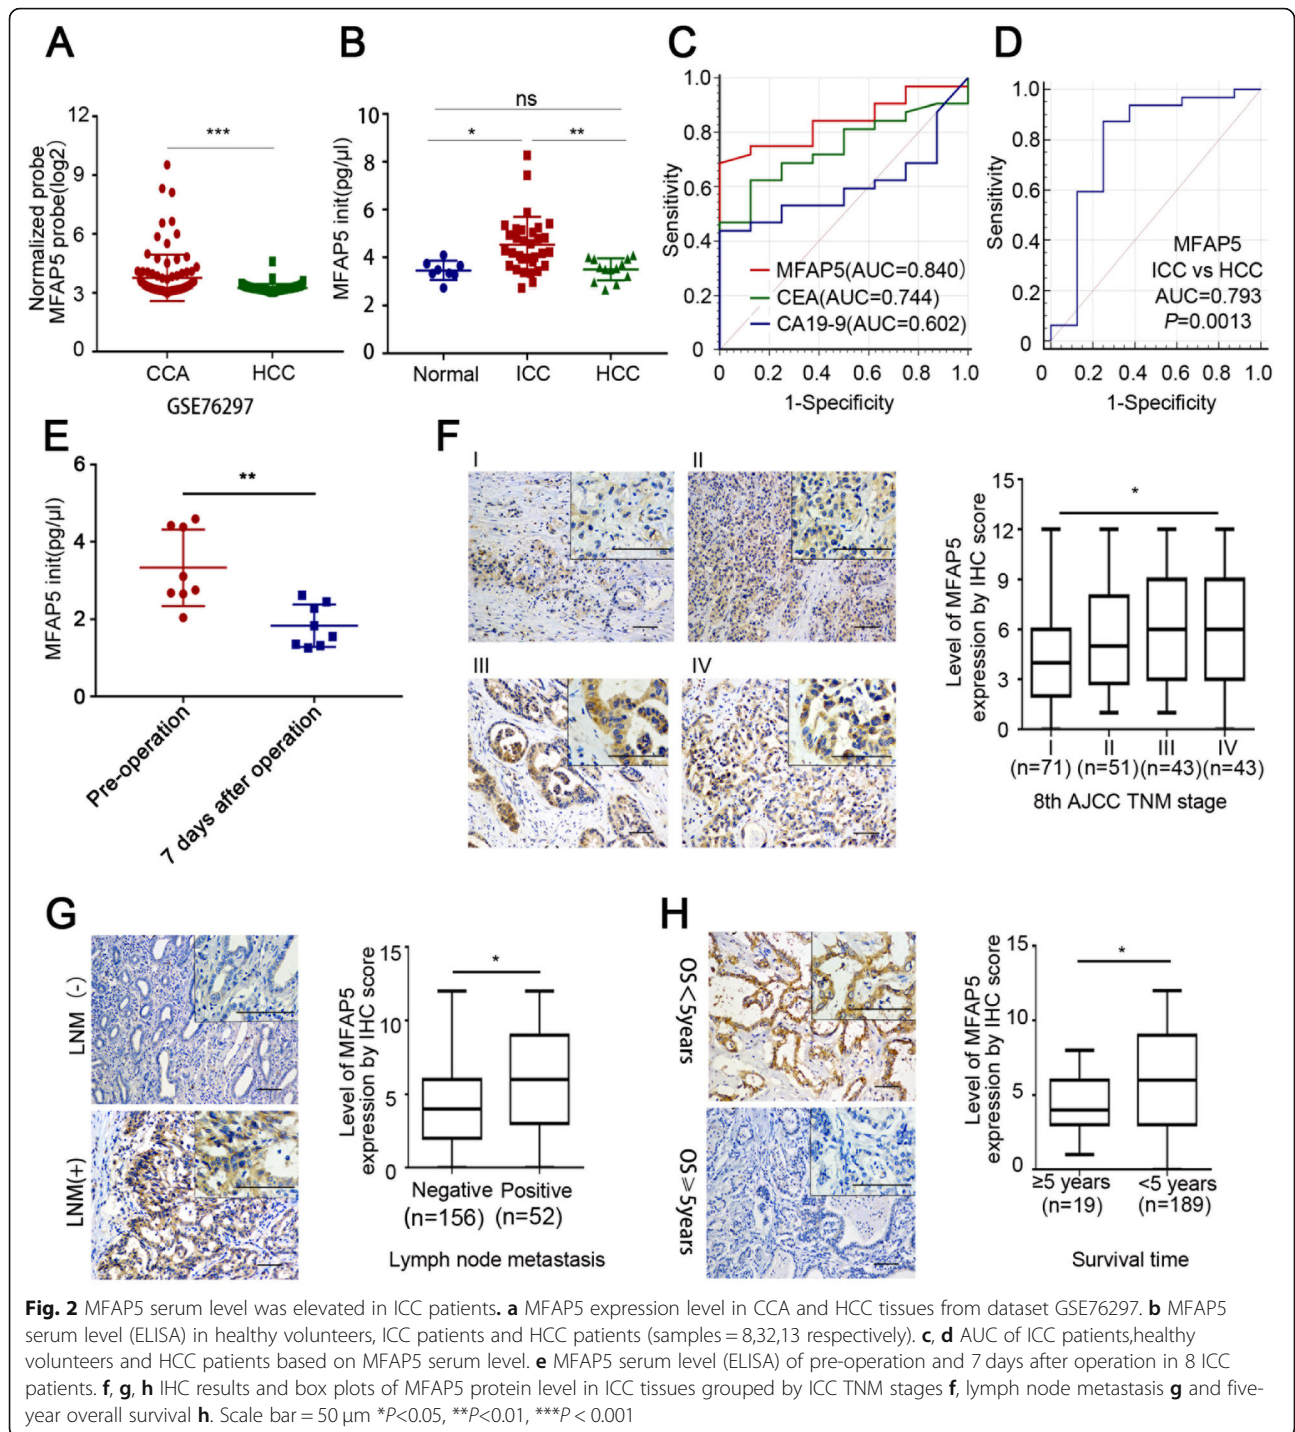 A
Normalized probe
MFAP5 probe(log2)
12
9
6
3
0
***
CCA
HCC
GSE76297
B
MFAP5 init(pg/µl)
10
8
6
4
2
0
ns
*
**
Normal
ICC
HCC
C
Sensitivity
1.0
0.8
0.6
0.4
0.2
0
MFAP5(AUC=0.840)
CEA(AUC=0.744)
CA19-9(AUC=0.602)
0
0.2
0.4
0.6
0.8
1.0
1-Specificity
D
Sensitivity
1.0
0.8
0.6
0.4
0.2
0
MFAP5
ICC vs HCC
AUC=0.793
P=0.0013
0
0.2
0.4
0.6
0.8
1.0
1-Specificity
E
MFAP5 init(pg/µl)
6
4
2
0
**
Pre-operation
7 days after operation
F
I
II
III
IV
Level of MFAP5
expression by IHC score
15
12
9
6
3
0
*
I
II
III
IV
(n=71) (n=51) (n=43) (n=43)
8th AJCC TNM stage
G
LNM (-)
LNM(+)
Level of MFAP5
expression by IHC score
15
10
5
0
*
Negative Positive
(n=156) (n=52)
Lymph node metastasis
H
OS<5years
OS⩾5years
Level of MFAP5
expression by IHC score
15
10
5
0
*
≥5 years
<5 years
(n=19)
(n=189)
Survival time
Fig. 2 MFAP5 serum level was elevated in ICC patients. a MFAP5 expression level in CCA and HCC tissues from dataset GSE76297. b MFAP5
serum level (ELISA) in healthy volunteers, ICC patients and HCC patients (samples = 8,32,13 respectively). c, d AUC of ICC patients,healthy
volunteers and HCC patients based on MFAP5 serum level. e MFAP5 serum level (ELISA) of pre-operation and 7 days after operation in 8 ICC
patients. f, g, h IHC results and box plots of MFAP5 protein level in ICC tissues grouped by ICC TNM stages f, lymph node metastasis g and five-
year overall survival h. Scale bar = 50 µm *P<0.05, **P<0.01, ***P < 0.001